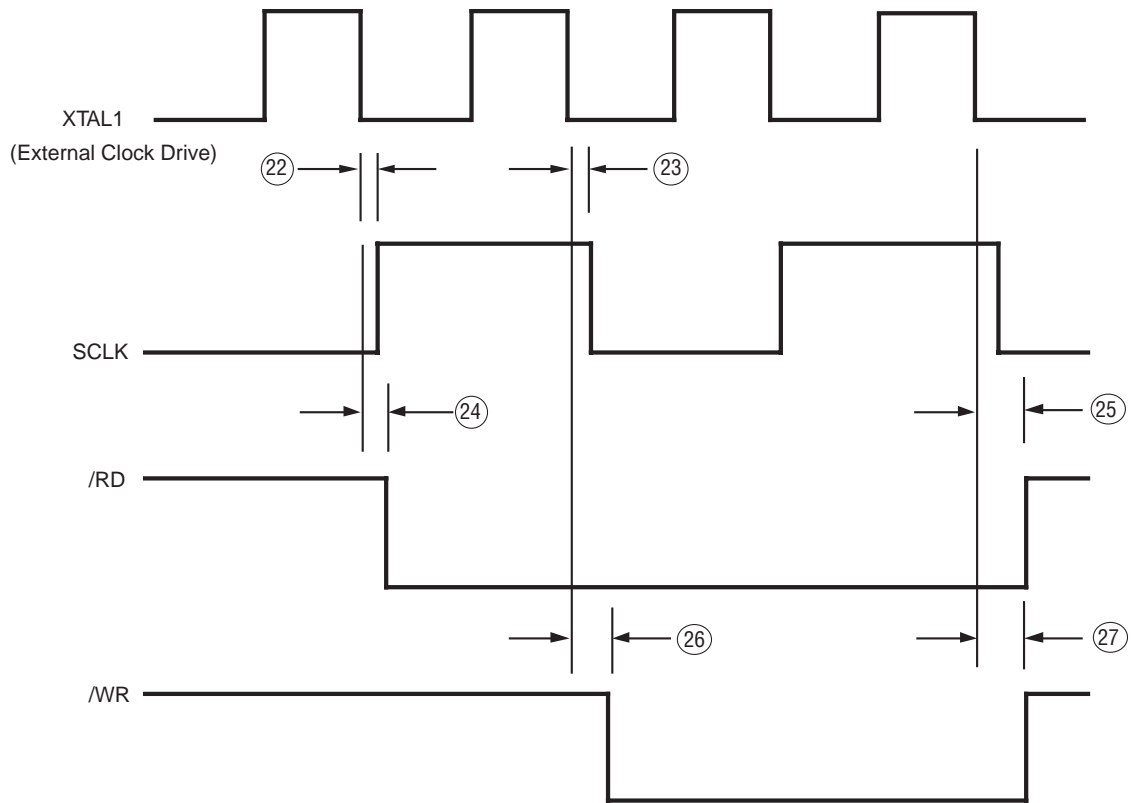 XTAL1
(External Clock Drive)
22
23
SCLK
24
25
/RD
26
27
/WR